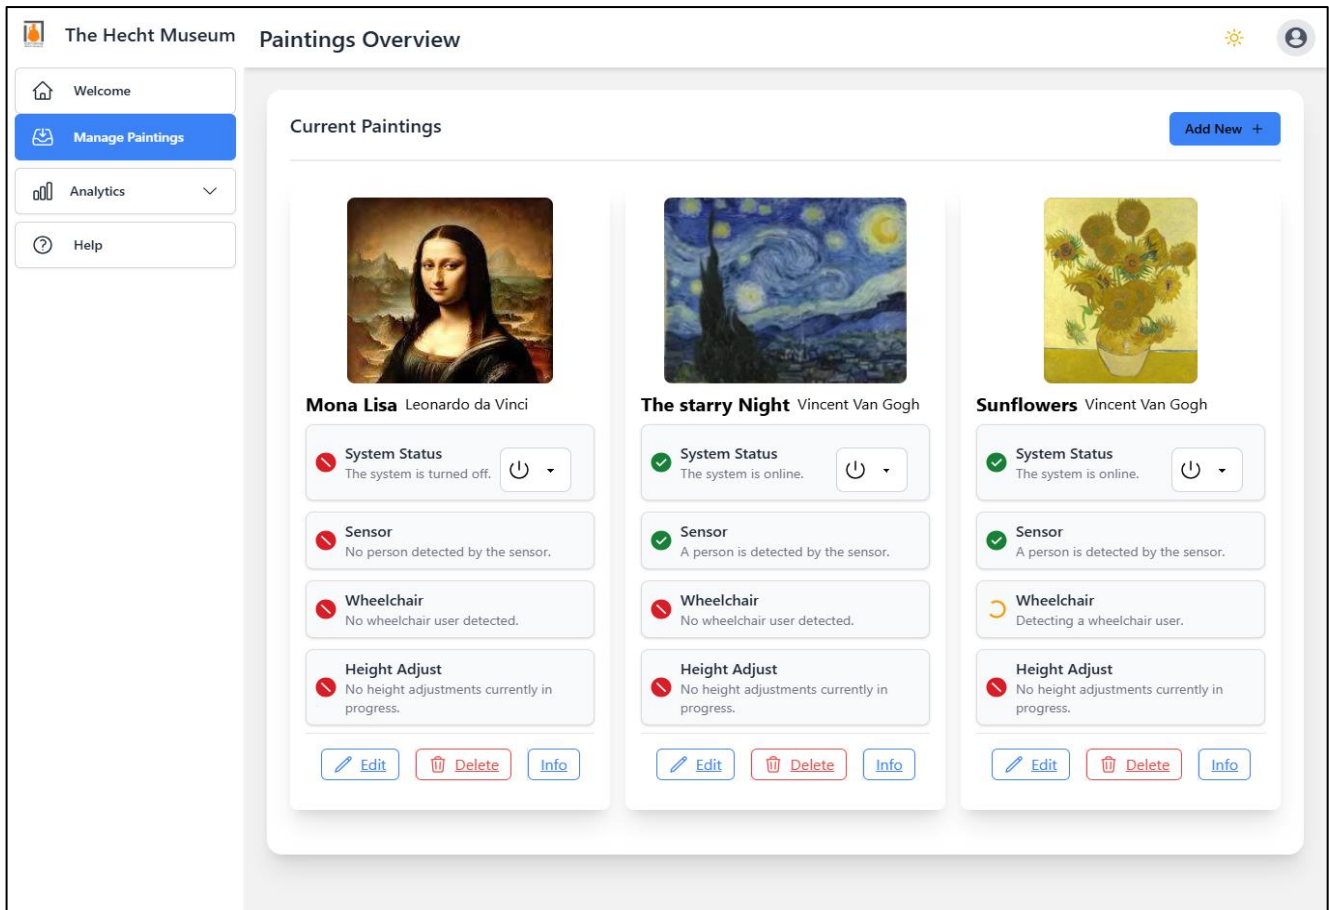 The Hecht Museum
Paintings Overview
Welcome
Manage Paintings
Analytics
Help
Current Paintings
Add New +
Mona Lisa Leonardo da Vinci
System Status
The system is turned off.
Sensor
No person detected by the sensor.
Wheelchair
No wheelchair user detected.
Height Adjust
No height adjustments currently in
progress.
Edit
Delete
Info
The starry Night Vincent Van Gogh
System Status
The system is online.
Sensor
A person is detected by the sensor.
Wheelchair
No wheelchair user detected.
Height Adjust
No height adjustments currently in
progress.
Edit
Delete
Info
Sunflowers Vincent Van Gogh
System Status
The system is online.
Sensor
A person is detected by the sensor.
Wheelchair
Detecting a wheelchair user.
Height Adjust
No height adjustments currently in
progress.
Edit
Delete
Info